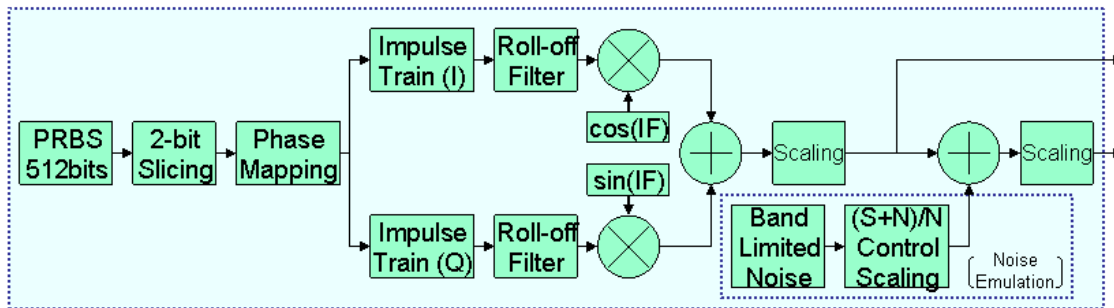 PRBS
512bits
2-bit
Slicing
Phase
Mapping
Impulse
Train (I)
Roll-off
Filter
cos(IF)
Impulse
Train (Q)
Roll-off
Filter
sin(IF)
Scaling
Scaling
Band
Limited
Noise
(S+N)/N
Control
Scaling
Noise
Emulation